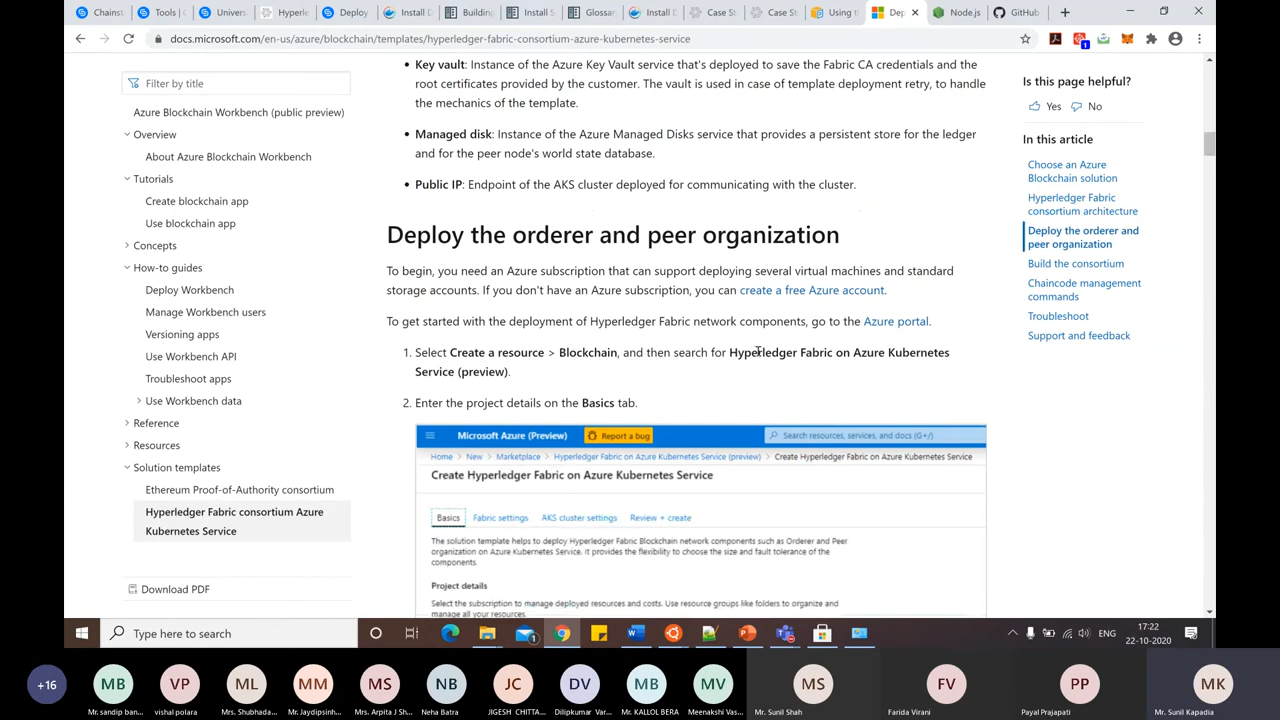 Chainst
Tools (
Univers
Hyperle
Deploy
Install D
Building
Install S
Glossar
Install D
Case St
Case St
Using t
Dep
Node.js
GitHub
docs.microsoft.com/en-us/azure/blockchain/templates/hyperledger-fabric-consortium-azure-kubernetes-service
Filter by title
Azure Blockchain Workbench (public preview)
Overview
About Azure Blockchain Workbench
Tutorials
Create blockchain app
Use blockchain app
Concepts
How-to guides
Deploy Workbench
Manage Workbench users
Versioning apps
Use Workbench API
Troubleshoot apps
Use Workbench data
Reference
Resources
Solution templates
Ethereum Proof-of-Authority consortium
Hyperledger Fabric consortium Azure
Kubernetes Service
Download PDF
• Key vault: Instance of the Azure Key Vault service that's deployed to save the Fabric CA credentials and the
root certificates provided by the customer. The vault is used in case of template deployment retry, to handle
the mechanics of the template.
• Managed disk: Instance of the Azure Managed Disks service that provides a persistent store for the ledger
and for the peer node's world state database.
• Public IP: Endpoint of the AKS cluster deployed for communicating with the cluster.
Deploy the orderer and peer organization
To begin, you need an Azure subscription that can support deploying several virtual machines and standard
storage accounts. If you don't have an Azure subscription, you can create a free Azure account.
To get started with the deployment of Hyperledger Fabric network components, go to the Azure portal.
1. Select Create a resource > Blockchain, and then search for Hyperledger Fabric on Azure Kubernetes
Service (preview).
2. Enter the project details on the Basics tab.
Microsoft Azure (Preview)
Report a bug
Search resources, services, and docs (G+/)
Home > New > Marketplace > Hyperledger Fabric on Azure Kubernetes Service (preview) > Create Hyperledger Fabric on Azure Kubernetes Service
Create Hyperledger Fabric on Azure Kubernetes Service
Basics
Fabric settings
AKS cluster settings
Review + create
The solution template helps to deploy Hyperledger Fabric Blockchain network components such as Orderer and Peer
organization on Azure Kubernetes Service. It provides the flexibility to choose the size and fault tolerance of the
components.
Project details
Select the subscription to manage deployed resources and costs. Use resource groups like folders to organize and
manage all your resources.
Is this page helpful?
Yes
No
In this article
Choose an Azure
Blockchain solution
Hyperledger Fabric
consortium architecture
Deploy the orderer and
peer organization
Build the consortium
Chaincode management
commands
Troubleshoot
Support and feedback
Type here to search
1
ENG
17:22
22-10-2020
+16
MB
VP
ML
MM
MS
NB
JC
DV
MB
MV
MS
FV
PP
MK
Mr. sandip ban...
vishal polara
Mrs. Shubhada...
Mr. Jaydipsinh...
Mrs. Arpita J Sh...
Neha Batra
JIGESH CHITTA...
Dilipkumar Var...
Mr. KALLOL BERA
Meenakshi Vas...
Mr. Sunil Shah
Farida Virani
Payal Prajapati
Mr. Sunil Kapadia